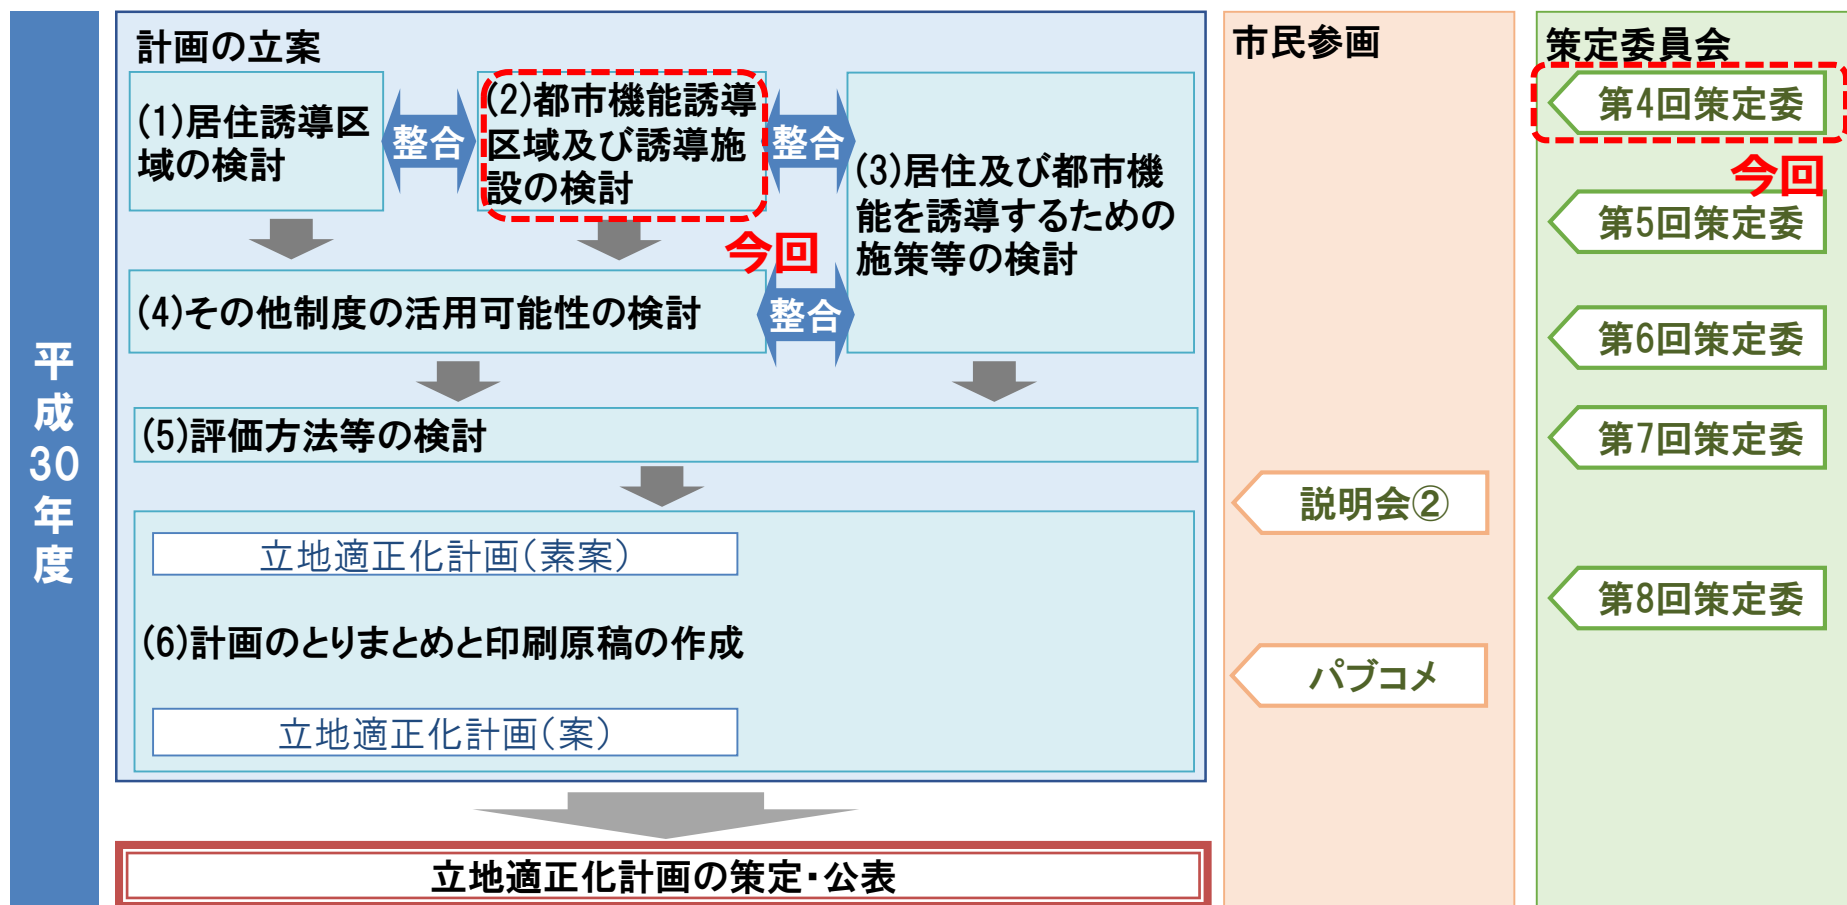 平成30年度
計画の立案
(1)居住誘導区
域の検討
整合
(2)都市機能誘導
区域及び誘導施
設の検討
整合
(3)居住及び都市機
能を誘導するための
施策等の検討
今回
(4)その他制度の活用可能性の検討
整合
(5)評価方法等の検討
立地適正化計画(素案)
(6)計画のとりまとめと印刷原稿の作成
立地適正化計画(案)
立地適正化計画の策定・公表
市民参画
説明会②
パブコメ
策定委員会
第4回策定委
今回
第5回策定委
第6回策定委
第7回策定委
第8回策定委